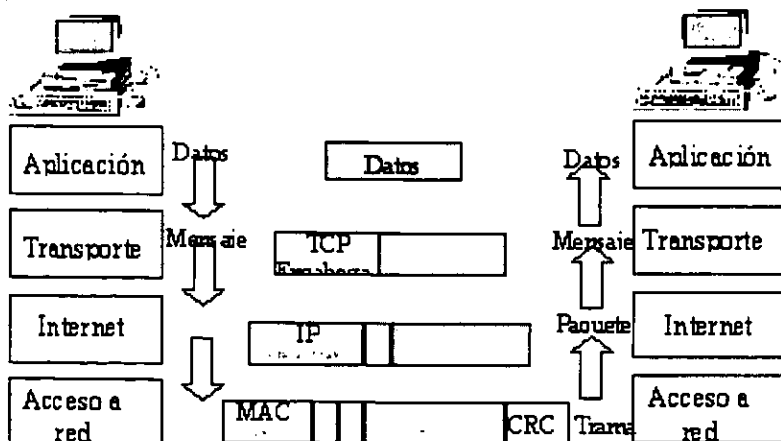 Aplicación Datos Datos Datos Aplicación
Transporte Mensaje TCP Mensaje Transporte
Internet IP Paquete Internet
Acceso a red MAC CRC Trama Acceso a red